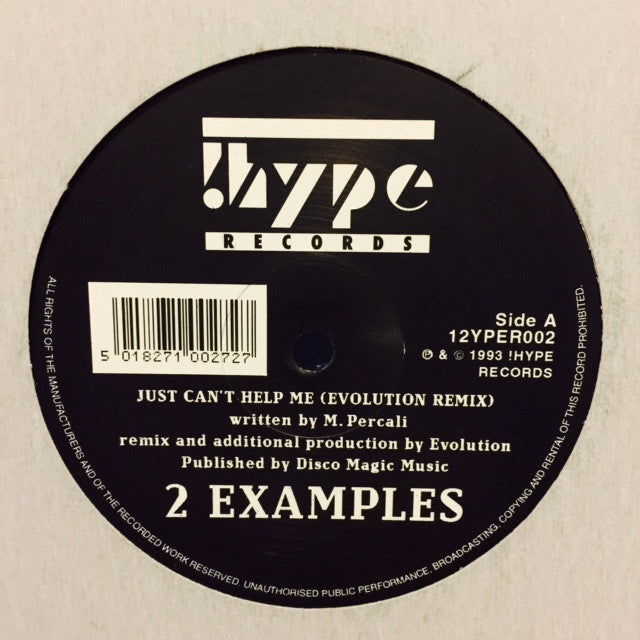 !hype
RECORDS
5 018271 002727
Side A
12YPER002
℗ & © 1993 !HYPE
RECORDS
JUST CAN'T HELP ME (EVOLUTION REMIX)
written by M. Percali
remix and additional production by Evolution
Published by Disco Magic Music
2 EXAMPLES
ALL RIGHTS OF THE MANUFACTURERS AND OF THE RECORDED WORK RESERVED. UNAUTHORISED PUBLIC PERFORMANCE, BROADCASTING, COPYING AND RENTAL OF THIS RECORD PROHIBITED.